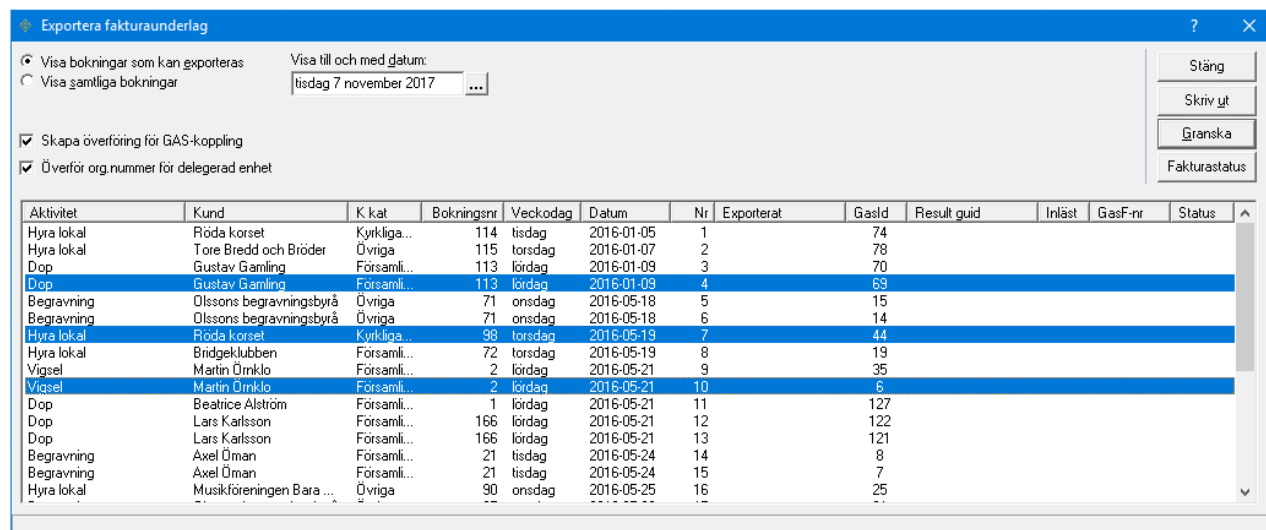 Exportera fakturaunderlag ?
Visa bokningar som kan exporteras Visa till och med datum: Stäng
Visa samtliga bokningar tisdag 7 november 2017 ...
Skriv ut
Skapa överföring för GAS-koppling Granska
Överför org.nummer för delegerad enhet Fakturastatus
Aktivitet Kund K kat Bokningsnr Veckodag Datum Nr Exporterat GasId Result guid Inläst GasF-nr Status
Hyra lokal Röda korset Kyrkliga... 114 tisdag 2016-01-05 1 74
Hyra lokal Tore Bredd och Bröder Övriga 115 torsdag 2016-01-07 2 78
Dop Gustav Gamling Församli... 113 lördag 2016-01-09 3 70
Dop Gustav Gamling Församli... 113 lördag 2016-01-09 4 69
Begravning Olssons begravningsbyrå Övriga 71 onsdag 2016-05-18 5 15
Begravning Olssons begravningsbyrå Övriga 71 onsdag 2016-05-18 6 14
Hyra lokal Röda korset Kyrkliga... 98 torsdag 2016-05-19 7 44
Hyra lokal Bridgeklubben Församli... 72 torsdag 2016-05-19 8 19
Vigsel Martin Örnklo Församli... 2 lördag 2016-05-21 9 35
Vigsel Martin Örnklo Församli... 2 lördag 2016-05-21 10 6
Dop Beatrice Alström Församli... 1 lördag 2016-05-21 11 127
Dop Lars Karlsson Församli... 166 lördag 2016-05-21 12 122
Dop Lars Karlsson Församli... 166 lördag 2016-05-21 13 121
Begravning Axel Öman Församli... 21 tisdag 2016-05-24 14 8
Begravning Axel Öman Församli... 21 tisdag 2016-05-24 15 7
Hyra lokal Musikföreningen Bara ... Övriga 90 onsdag 2016-05-25 16 25